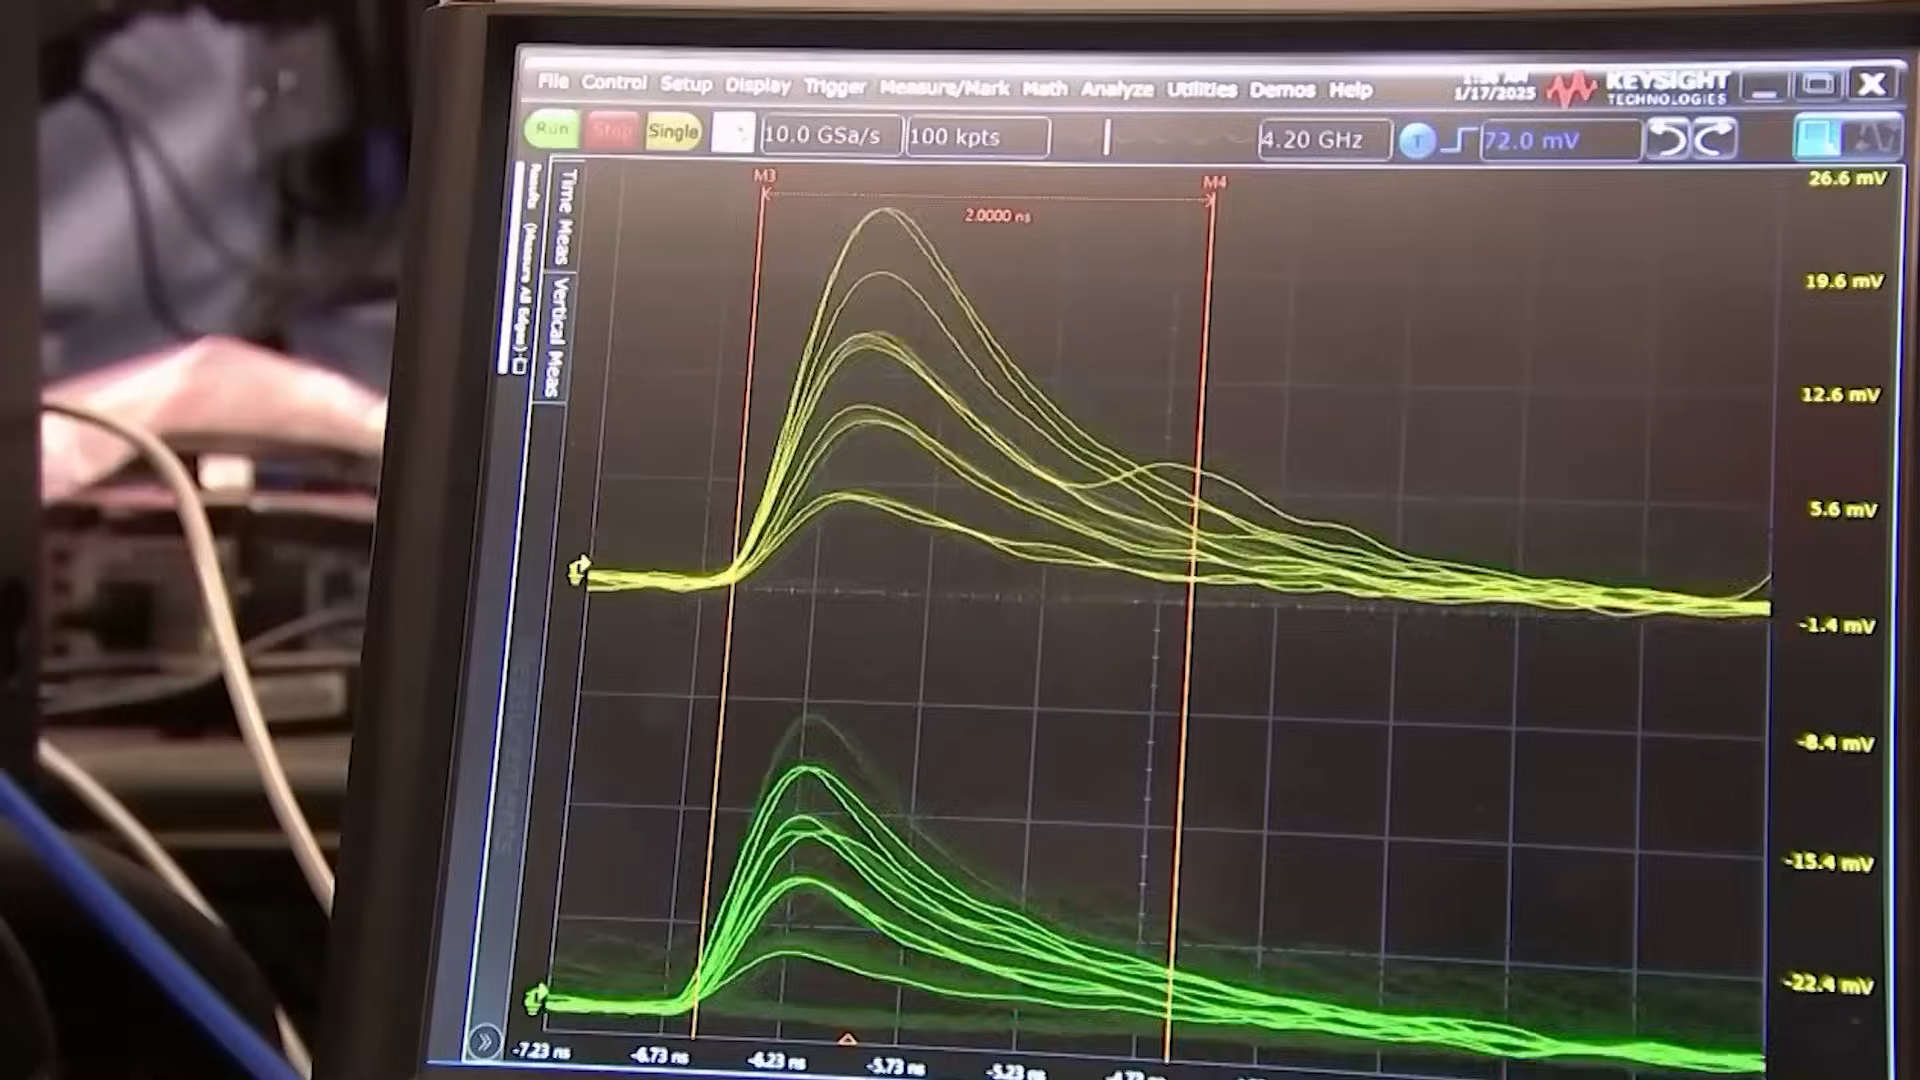 File Control Setup Display Trigger Measure/Mark Math Analyze Utilities Demos Help
1/17/2025
KEYSIGHT
TECHNOLOGIES
Run Stop Single 10.0 GSa/s 100 kpts 4.20 GHz T 72.0 mV
M3
M4
2.0000 ns
26.6 mV
19.6 mV
12.6 mV
5.6 mV
-1.4 mV
-8.4 mV
-15.4 mV
-22.4 mV
Time Meas
Vertical Meas
Results (Measure All Edges)
-7.23 ns -6.73 ns -6.23 ns -5.73 ns -5.23 ns